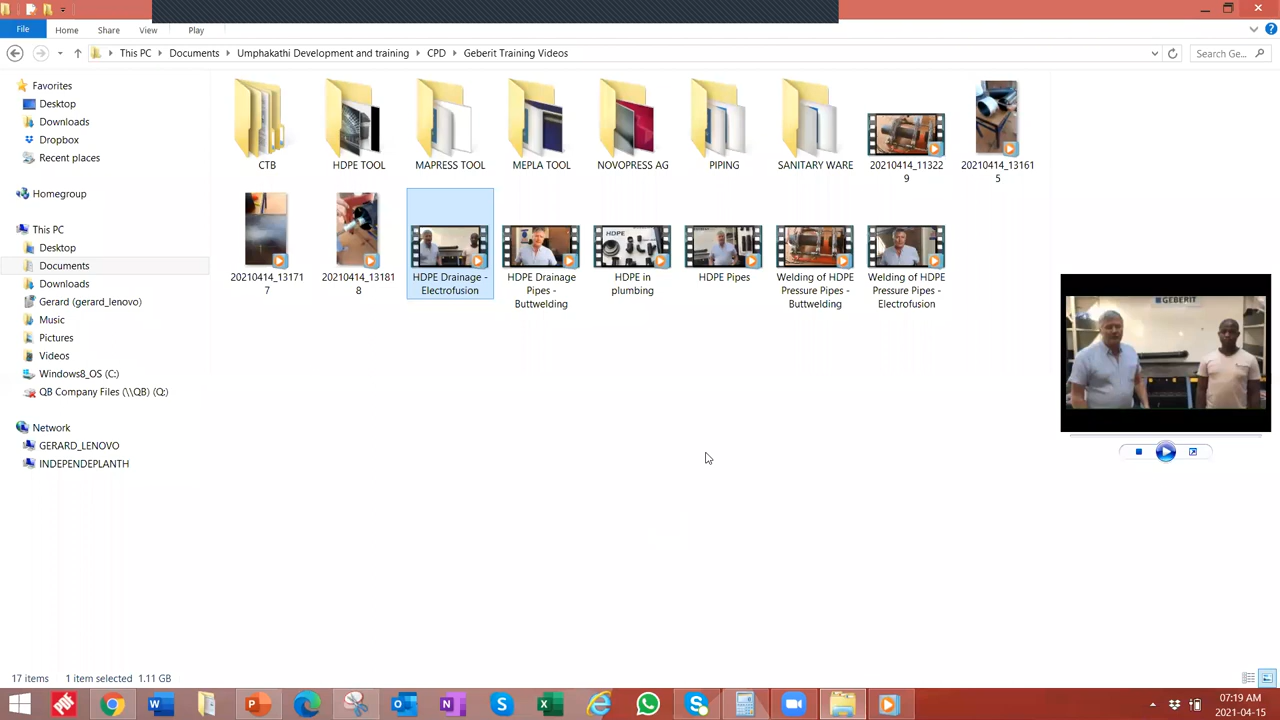 File
Home
Share
View
Play
This PC
Documents
Umphakathi Development and training
CPD
Geberit Training Videos
Search Ge...
Favorites
Desktop
Downloads
Dropbox
Recent places
Homegroup
This PC
Desktop
Documents
Downloads
Gerard (gerard_lenovo)
Music
Pictures
Videos
Windows8_OS (C:)
QB Company Files (\\QB) (Q:)
Network
GERARD_LENOVO
INDEPENDEPLANTH
CTB
HDPE TOOL
MAPRESS TOOL
MEPLA TOOL
NOVOPRESS AG
PIPING
SANITARY WARE
20210414_11322
9
20210414_13161
5
20210414_13171
7
20210414_13181
8
HDPE Drainage -
Electrofusion
HDPE Drainage
Pipes -
Buttwelding
HDPE
HDPE in
plumbing
HDPE Pipes
Welding of HDPE
Pressure Pipes -
Buttwelding
Welding of HDPE
Pressure Pipes -
Electrofusion
GEBERIT
17 items
1 item selected 1.11 GB
07:19 AM
2021-04-15